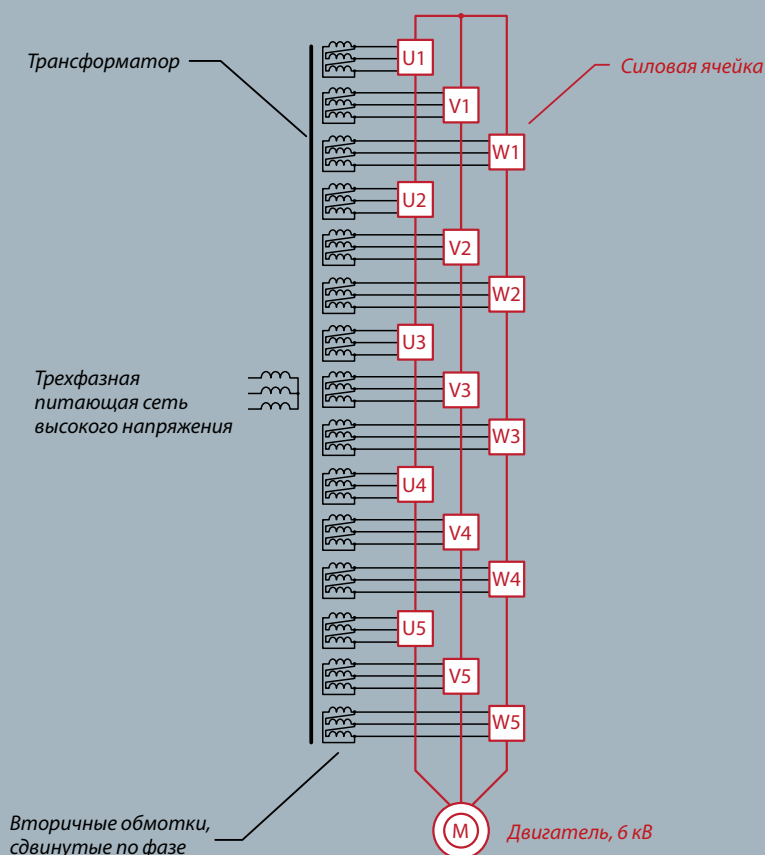 Трансформатор
U1
Силовая ячейка
V1
W1
U2
V2
W2
U3
Трехфазная
питающая сеть
высокого напряжения
V3
W3
U4
V4
W4
U5
V5
W5
Вторичные обмотки,
сдвинутые по фазе
M
Двигатель, 6 кВ